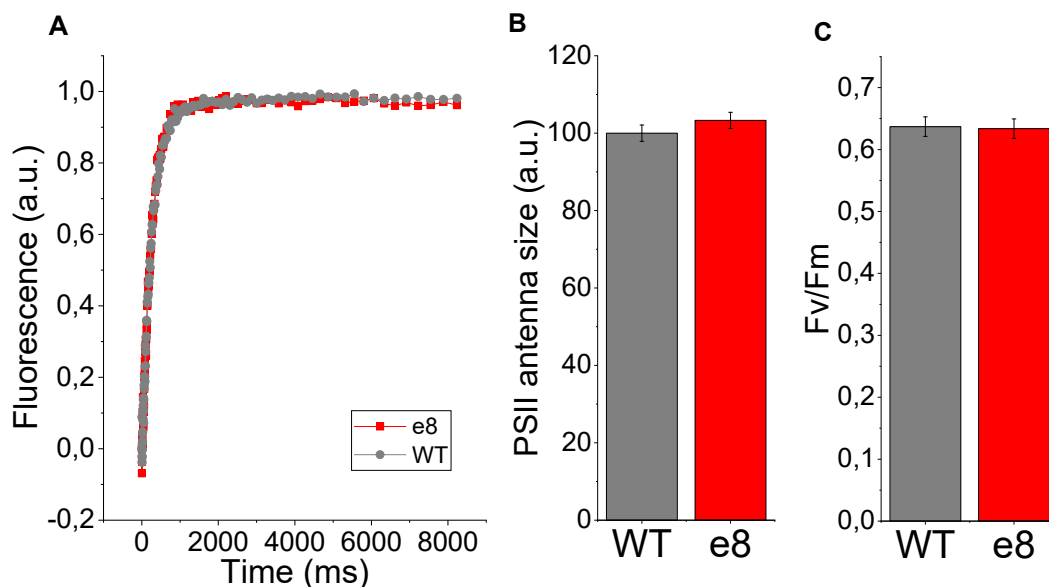 A
Fluorescence (a.u.)
1,0
0,8
0,6
0,4
0,2
0.0
-0,2
0 2000 4000 6000 8000
Time (ms)
e8
WT
B
PSII antenna size (a.u.)
120
100
80
60
40
20
0
WT e8
C
Fv/Fm
0,7
0,6
0,5
0,4
0,3
0,2
0,1
0,0
WT e8